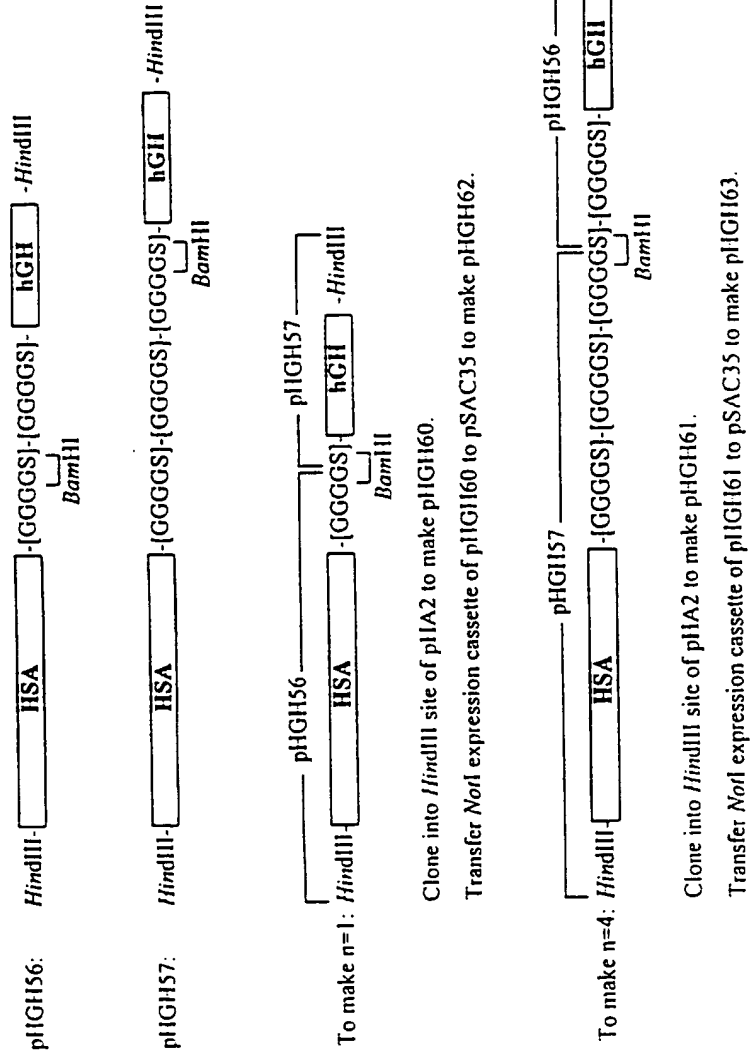 pHGH56: HindIII- HSA -[GGGGS]-[GGGGS]- hGH -HindIII
BamHI
pHGH57: HindIII- HSA -[GGGGS]-[GGGGS]-[GGGGS]- hGH -HindIII
BamHI
pHGH56 pHGH57
To make n=1: HindIII- HSA -[GGGGS]- hGH -HindIII
BamHI
Clone into HindIII site of pHA2 to make pHGH60.
Transfer NotI expression cassette of pHGH60 to pSAC35 to make pHGH62.
pHGH57 pHGH56
To make n=4: HindIII- HSA -[GGGGS]-[GGGGS]-[GGGGS]-[GGGGS]- hGH
BamHI
Clone into HindIII site of pHA2 to make pHGH61.
Transfer NotI expression cassette of pHGH61 to pSAC35 to make pHGH63.